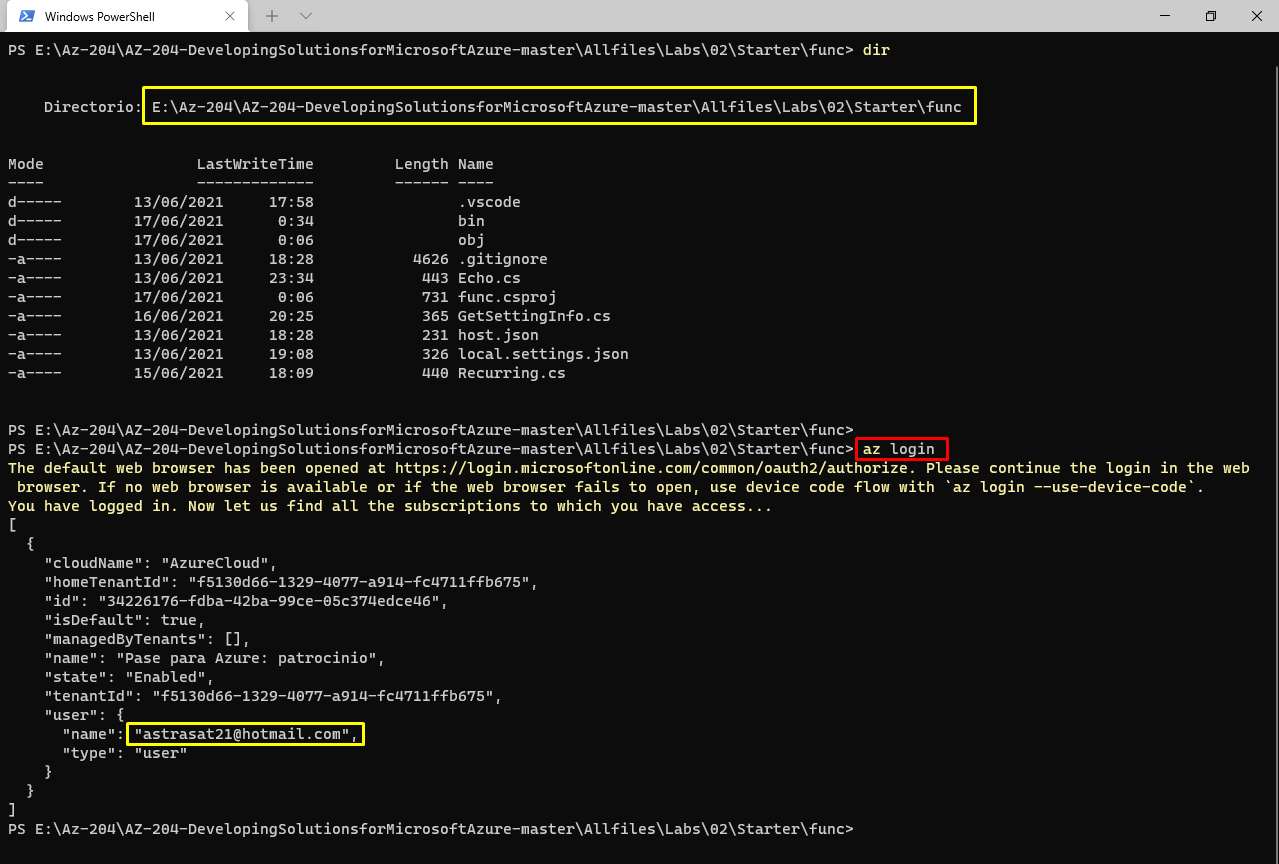 Windows PowerShell
PS E:\Az-204\AZ-204-DevelopingSolutionsforMicrosoftAzure-master\Allfiles\Labs\02\Starter\func> dir
Directorio: E:\Az-204\AZ-204-DevelopingSolutionsforMicrosoftAzure-master\Allfiles\Labs\02\Starter\func
Mode                 LastWriteTime         Length Name
----                 -------------         ------ ----
d-----        13/06/2021     17:58                .vscode
d-----        17/06/2021      0:34                bin
d-----        17/06/2021      0:06                obj
-a----        13/06/2021     18:28           4626 .gitignore
-a----        13/06/2021     23:34            443 Echo.cs
-a----        17/06/2021      0:06            731 func.csproj
-a----        16/06/2021     20:25            365 GetSettingInfo.cs
-a----        13/06/2021     18:28            231 host.json
-a----        13/06/2021     19:08            326 local.settings.json
-a----        15/06/2021     18:09            440 Recurring.cs
PS E:\Az-204\AZ-204-DevelopingSolutionsforMicrosoftAzure-master\Allfiles\Labs\02\Starter\func>
PS E:\Az-204\AZ-204-DevelopingSolutionsforMicrosoftAzure-master\Allfiles\Labs\02\Starter\func> az login
The default web browser has been opened at https://login.microsoftonline.com/common/oauth2/authorize. Please continue the login in the web
 browser. If no web browser is available or if the web browser fails to open, use device code flow with `az login --use-device-code`.
You have logged in. Now let us find all the subscriptions to which you have access...
[
  {
    "cloudName": "AzureCloud",
    "homeTenantId": "f5130d66-1329-4077-a914-fc4711ffb675",
    "id": "34226176-fdba-42ba-99ce-05c374edce46",
    "isDefault": true,
    "managedByTenants": [],
    "name": "Pase para Azure: patrocinio",
    "state": "Enabled",
    "tenantId": "f5130d66-1329-4077-a914-fc4711ffb675",
    "user": {
      "name": "astrasat21@hotmail.com",
      "type": "user"
    }
  }
]
PS E:\Az-204\AZ-204-DevelopingSolutionsforMicrosoftAzure-master\Allfiles\Labs\02\Starter\func>